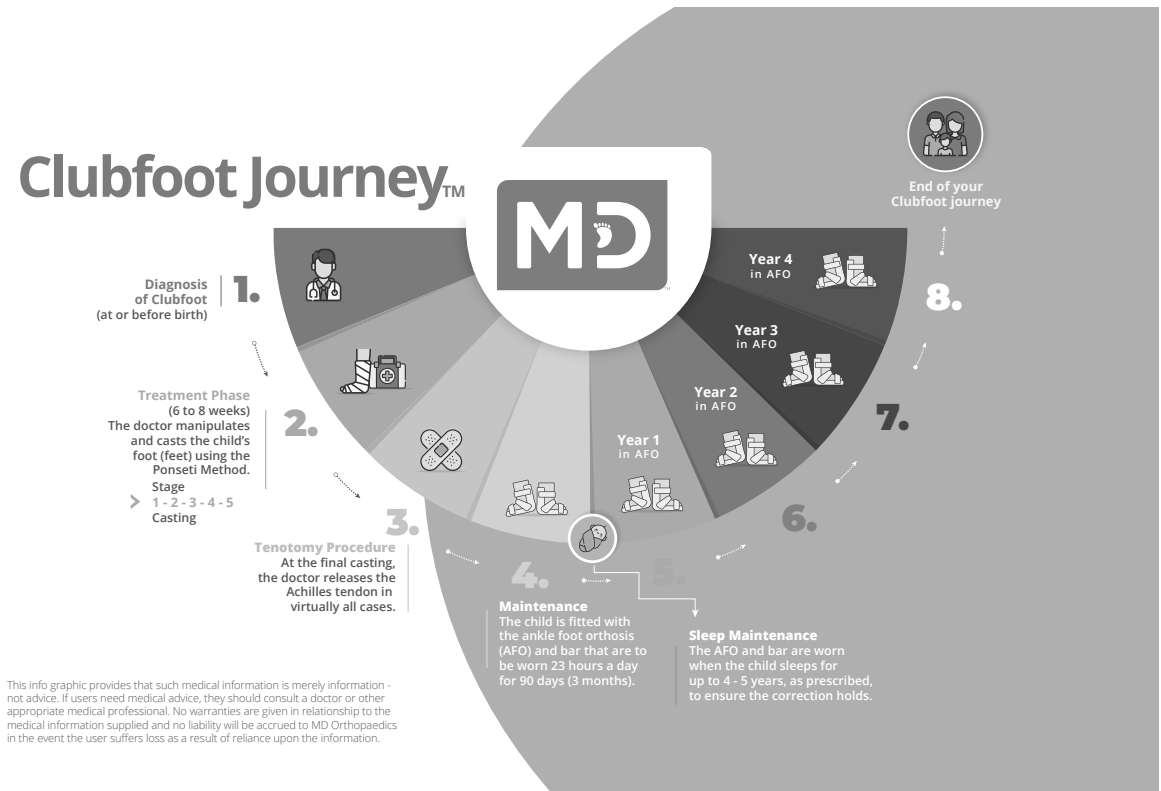 Clubfoot Journey™
MD
™
End of your
Clubfoot journey
1.
Diagnosis
of Clubfoot
(at or before birth)
2.
Treatment Phase
(6 to 8 weeks)
The doctor manipulates
and casts the child’s
foot (feet) using the
Ponseti Method.
Stage
1 - 2 - 3 - 4 - 5
Casting
3.
Tenotomy Procedure
At the final casting,
the doctor releases the
Achilles tendon in
virtually all cases.
4.
Maintenance
The child is fitted with
the ankle foot orthosis
(AFO) and bar that are to
be worn 23 hours a day
for 90 days (3 months).
5.
Sleep Maintenance
The AFO and bar are worn
when the child sleeps for
up to 4 - 5 years, as prescribed,
to ensure the correction holds.
Year 1
in AFO
6.
Year 2
in AFO
7.
Year 3
in AFO
8.
Year 4
in AFO
This info graphic provides that such medical information is merely information -
not advice. If users need medical advice, they should consult a doctor or other
appropriate medical professional. No warranties are given in relationship to the
medical information supplied and no liability will be accrued to MD Orthopaedics
in the event the user suffers loss as a result of reliance upon the information.